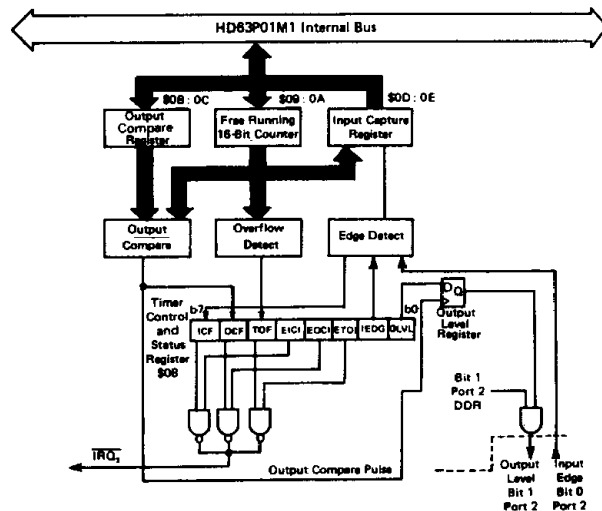 HD63P01M1 Internal Bus
$0B : 0C
$09 : 0A
$0D : 0E
Output
Compare
Register
Free Running
16-Bit Counter
Input Capture
Register
Output
Compare
Overflow
Detect
Edge Detect
Timer
Control
and
Status
Register
$08
b7
b0
ICF OCF TOF EICI EOCI ETOI IEDG OLVL
D Q
Output
Level
Register
Bit 1
Port 2
DDR
IRQ₂
Output Compare Pulse
Output
Level
Bit 1
Port 2
Input
Edge
Bit 0
Port 2